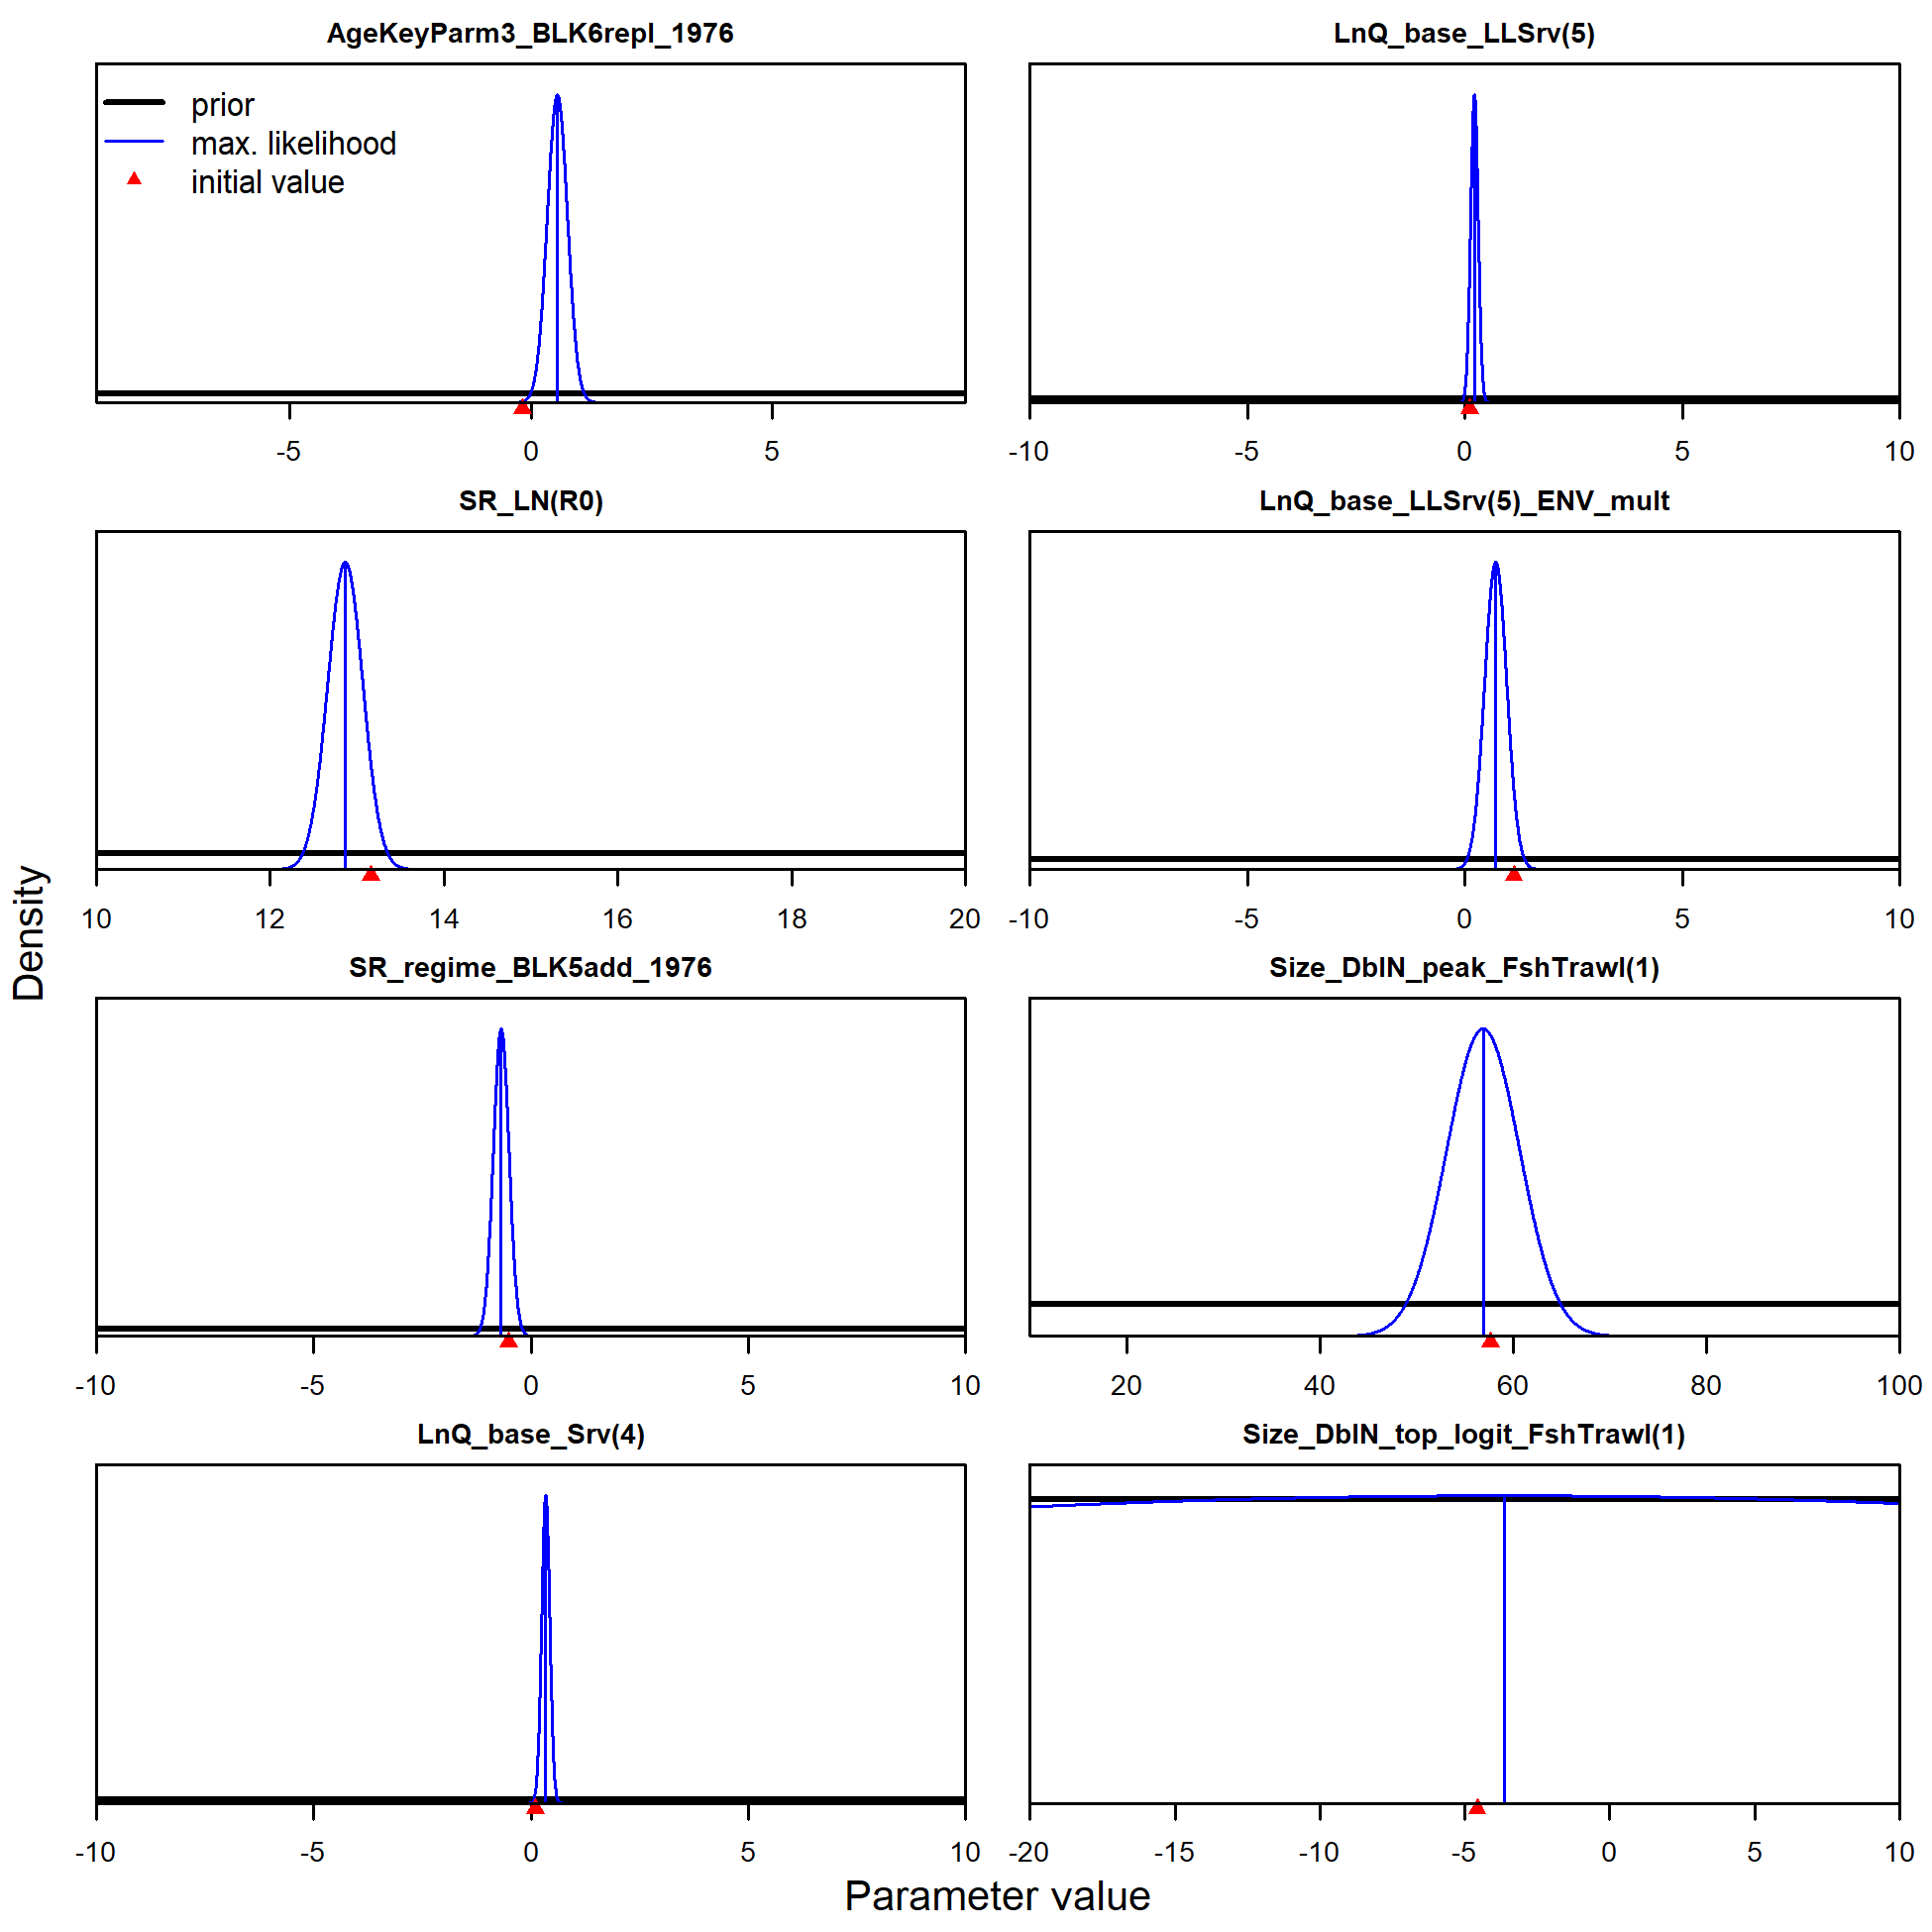 AgeKeyParm3_BLK6repl_1976
prior
max. likelihood
initial value
-5 0 5
LnQ_base_LLSrv(5)
-10 -5 0 5 10
SR_LN(R0)
10 12 14 16 18 20
LnQ_base_LLSrv(5)_ENV_mult
-10 -5 0 5 10
SR_regime_BLK5add_1976
-10 -5 0 5 10
Size_DblN_peak_FshTrawl(1)
20 40 60 80 100
LnQ_base_Srv(4)
-10 -5 0 5 10
Size_DblN_top_logit_FshTrawl(1)
-20 -15 -10 -5 0 5 10
Density
Parameter value